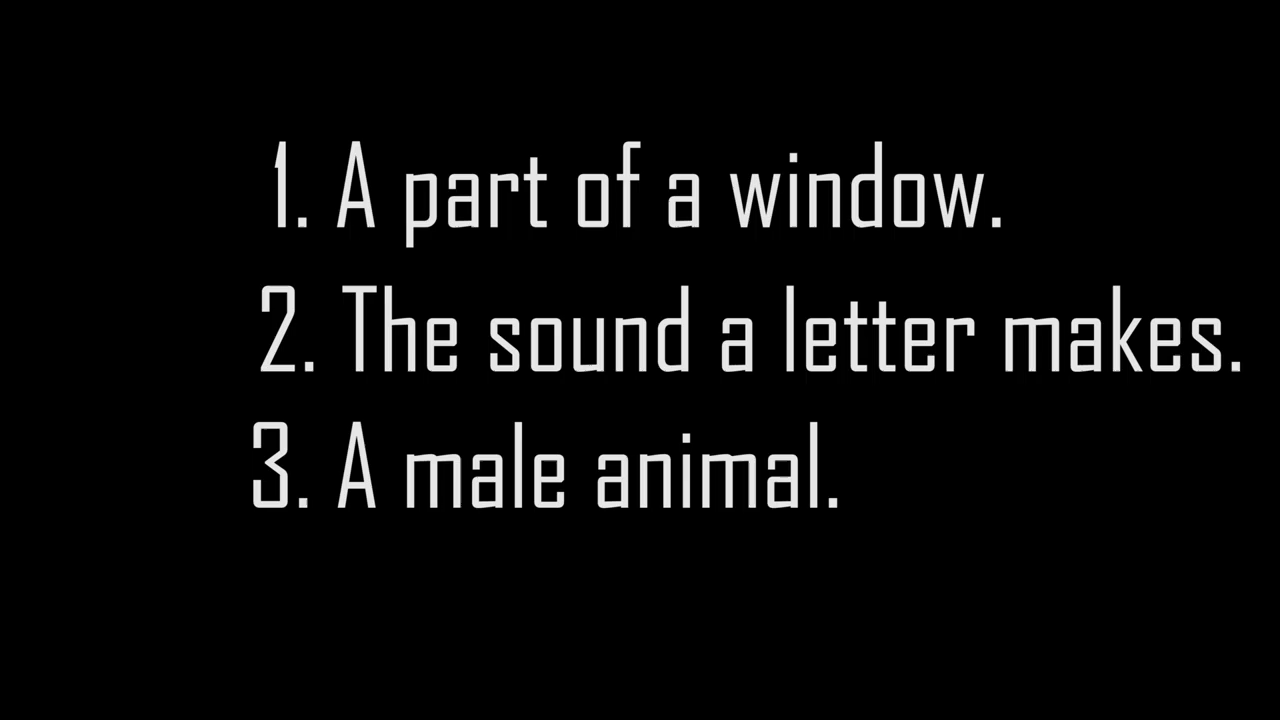 1. A part of a window.
2. The sound a letter makes.
3. A male animal.